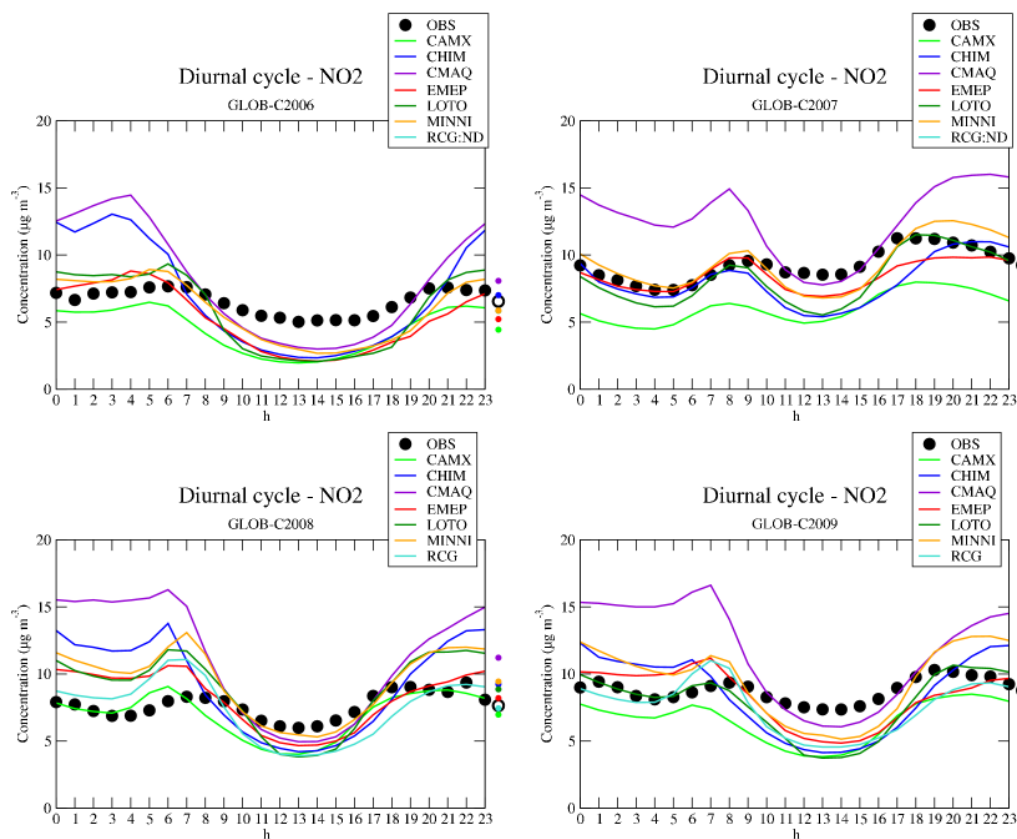 OBS
CAMX
CHIM
CMAQ
EMEP
LOTO
MINNI
RCG:ND
Diurnal cycle - NO2
GLOB-C2006
Concentration (μg m⁻³)
20
15
10
5
0
0 1 2 3 4 5 6 7 8 9 10 11 12 13 14 15 16 17 18 19 20 21 22 23
h
OBS
CAMX
CHIM
CMAQ
EMEP
LOTO
MINNI
RCG:ND
Diurnal cycle - NO2
GLOB-C2007
Concentration (μg m⁻³)
20
15
10
5
0
0 1 2 3 4 5 6 7 8 9 10 11 12 13 14 15 16 17 18 19 20 21 22 23
h
OBS
CAMX
CHIM
CMAQ
EMEP
LOTO
MINNI
RCG
Diurnal cycle - NO2
GLOB-C2008
Concentration (μg m⁻³)
20
15
10
5
0
0 1 2 3 4 5 6 7 8 9 10 11 12 13 14 15 16 17 18 19 20 21 22 23
h
OBS
CAMX
CHIM
CMAQ
EMEP
LOTO
MINNI
RCG
Diurnal cycle - NO2
GLOB-C2009
Concentration (μg m⁻³)
20
15
10
5
0
0 1 2 3 4 5 6 7 8 9 10 11 12 13 14 15 16 17 18 19 20 21 22 23
h